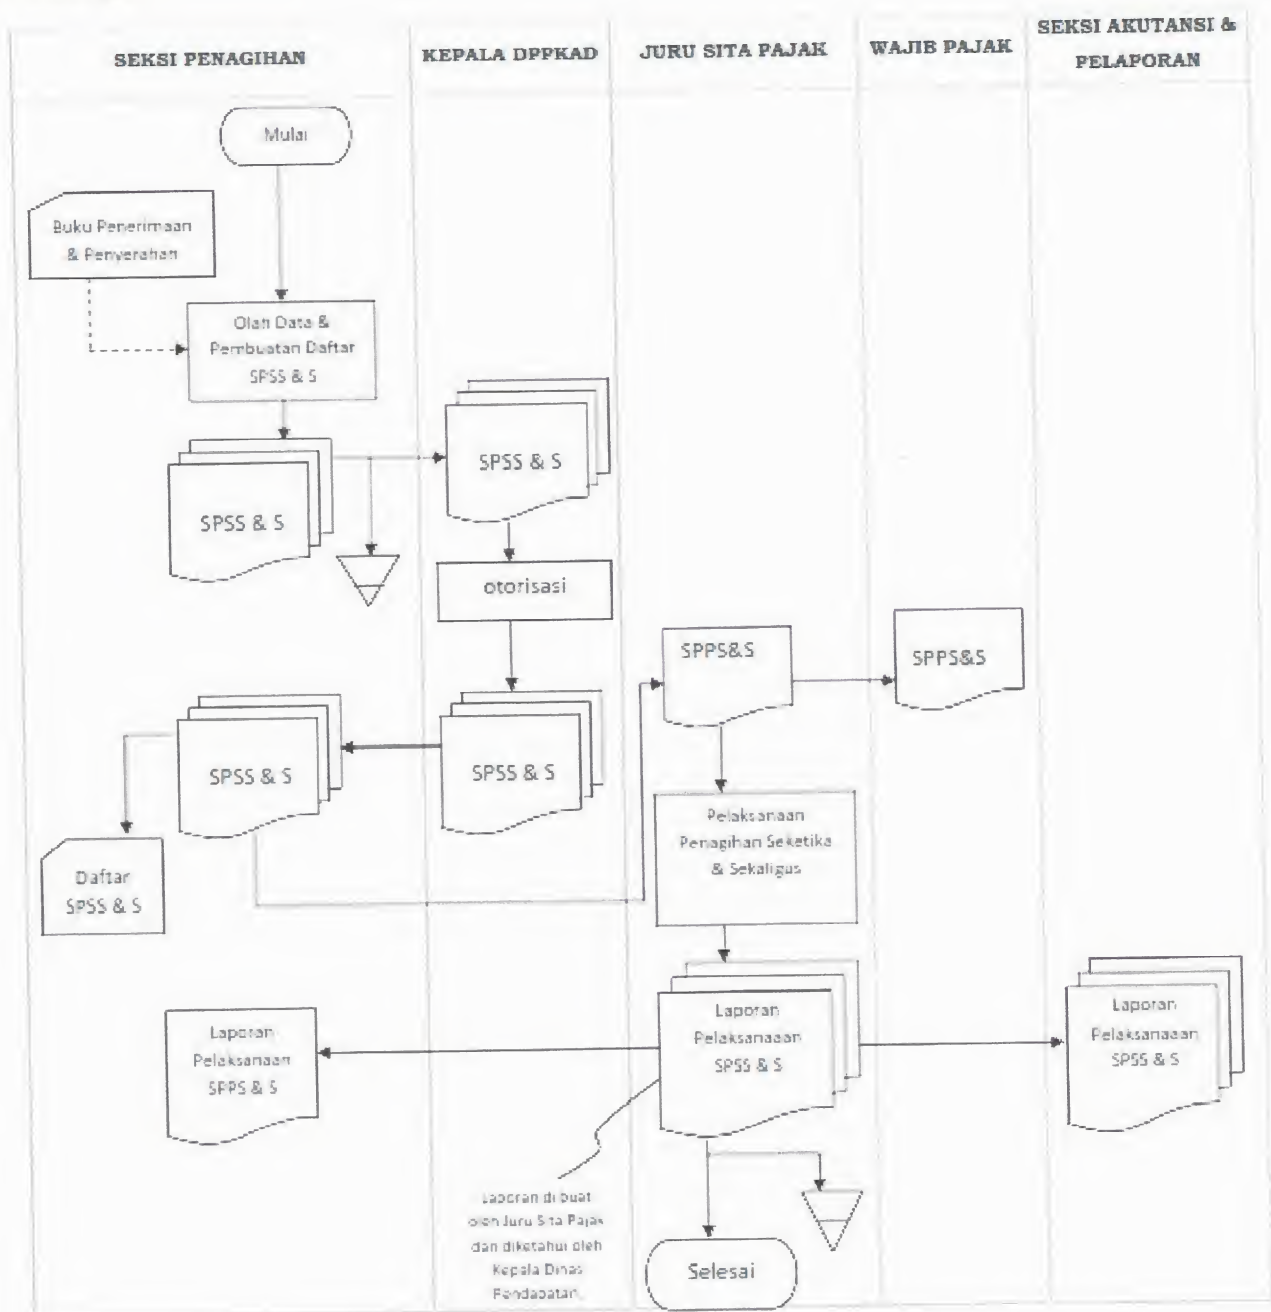 SEKSI PENAGIHAN
KEPALA DPPKAD
JURU SITA PAJAK
WAJIB PAJAK
SEKSI AKUTANSI &
PELAPORAN
Mulai
Buku Penerimaan
& Penyerahan
Olah Data &
Pembuatan Daftar
SPSS & S
SPSS & S
SPSS & S
otorisasi
SPPS&S
SPPS&S
SPSS & S
SPSS & S
Daftar
SPSS & S
Pelaksanaan
Penagihan Seketika
& Sekaligus
Laporan
Pelaksanaan
SPPS & S
Laporan
Pelaksanaaan
SPSS & S
Laporan
Pelaksanaaan
SPSS & S
Laporan di buat
oleh Juru Sita Pajak
dan diketahui oleh
Kepala Dinas
Pendapatan.
Selesai